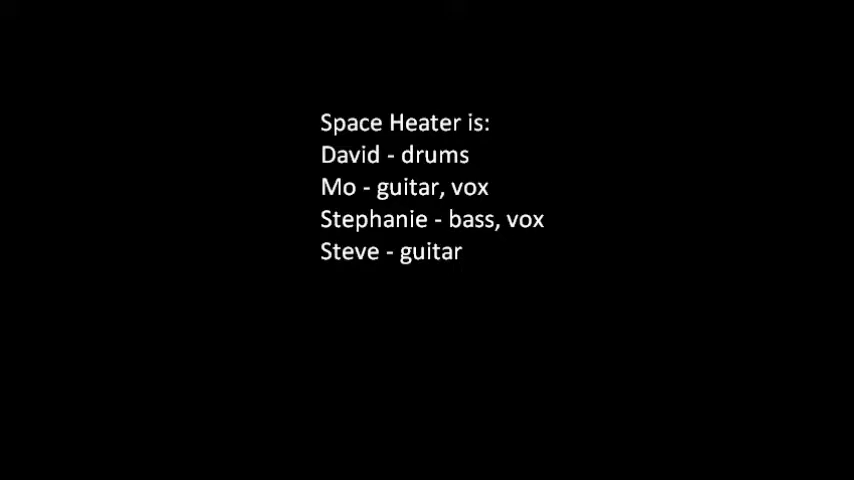 Space Heater is:
David - drums
Mo - guitar, vox
Stephanie - bass, vox
Steve - guitar